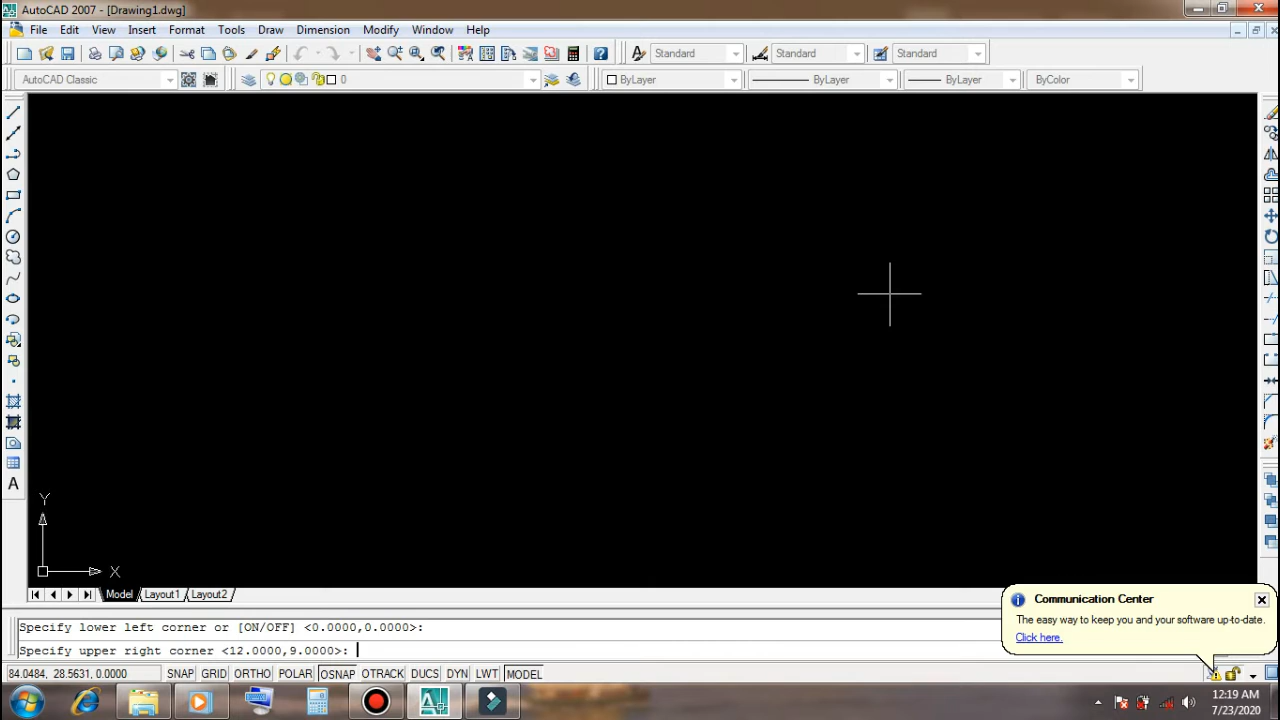 AutoCAD 2007 - [Drawing1.dwg]
File Edit View Insert Format Tools Draw Dimension Modify Window Help
Standard Standard Standard
AutoCAD Classic 0 ByLayer ByLayer ByLayer ByColor
A
Y
X
Model Layout1 Layout2
Communication Center
The easy way to keep you and your software up-to-date.
Click here.
Specify lower left corner or [ON/OFF] <0.0000,0.0000>:
Specify upper right corner <12.0000,9.0000>:
84.0484, 28.5631, 0.0000 SNAP GRID ORTHO POLAR OSNAP OTRACK DUCS DYN LWT MODEL
12:19 AM
7/23/2020